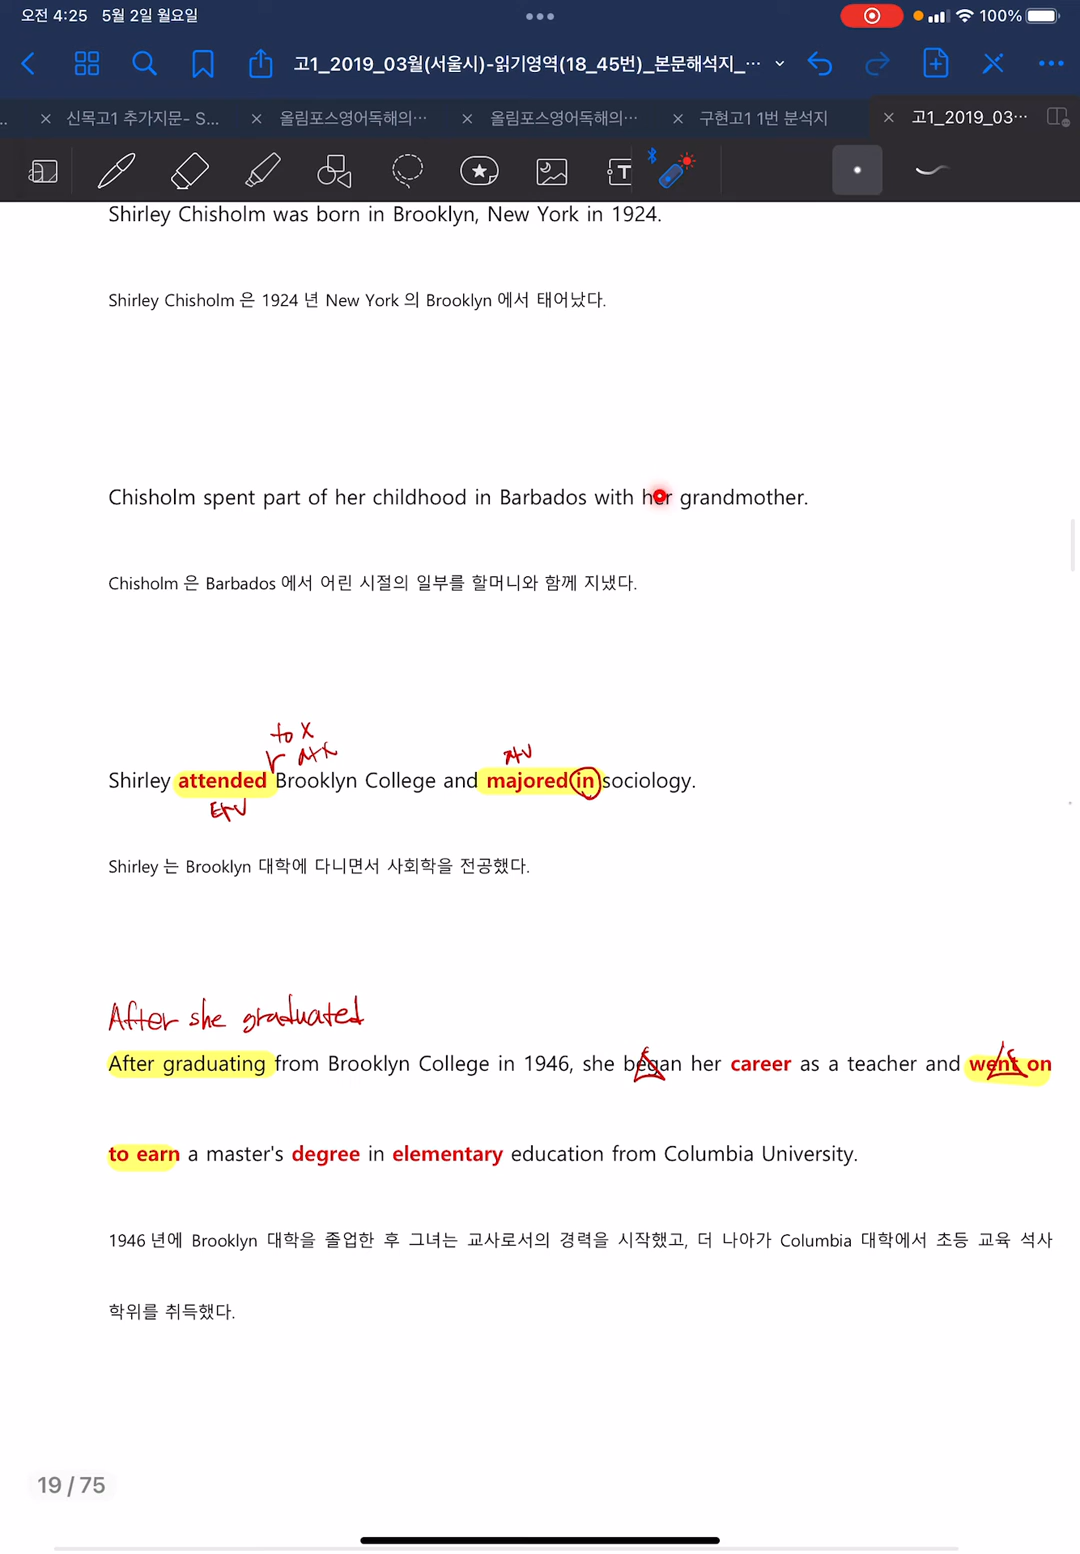 오전 4:25 5월 2일 월요일
100%
고1_2019_03월(서울시)-읽기영역(18_45번)_본문해석지_…
신목고1 추가지문- S...
올림포스영어독해의…
올림포스영어독해의…
구현고1 1번 분석지
고1_2019_03…
Shirley Chisholm was born in Brooklyn, New York in 1924.
Shirley Chisholm 은 1924 년 New York 의 Brooklyn 에서 태어났다.
Chisholm spent part of her childhood in Barbados with her grandmother.
Chisholm 은 Barbados 에서 어린 시절의 일부를 할머니와 함께 지냈다.
to X
at X
Shirley attended Brooklyn College and majored in sociology.
Shirley 는 Brooklyn 대학에 다니면서 사회학을 전공했다.
After she graduated
After graduating from Brooklyn College in 1946, she began her career as a teacher and went on
to earn a master's degree in elementary education from Columbia University.
1946 년에 Brooklyn 대학을 졸업한 후 그녀는 교사로서의 경력을 시작했고, 더 나아가 Columbia 대학에서 초등 교육 석사
학위를 취득했다.
19 / 75